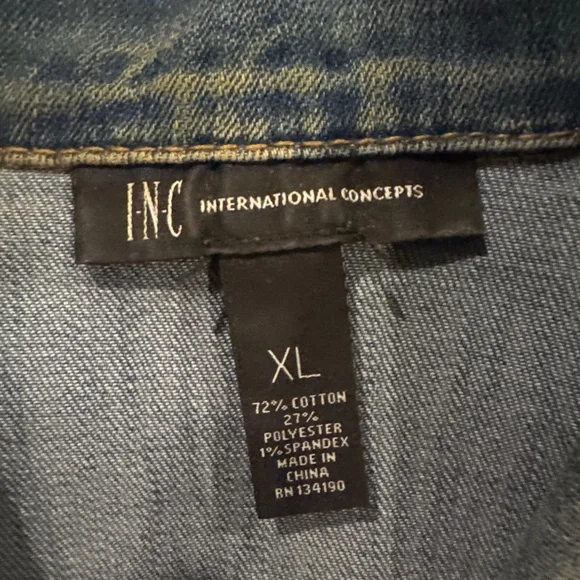 I·N·C INTERNATIONAL CONCEPTS
XL
72% COTTON
27%
POLYESTER
1% SPANDEX
MADE IN
CHINA
RN 134190